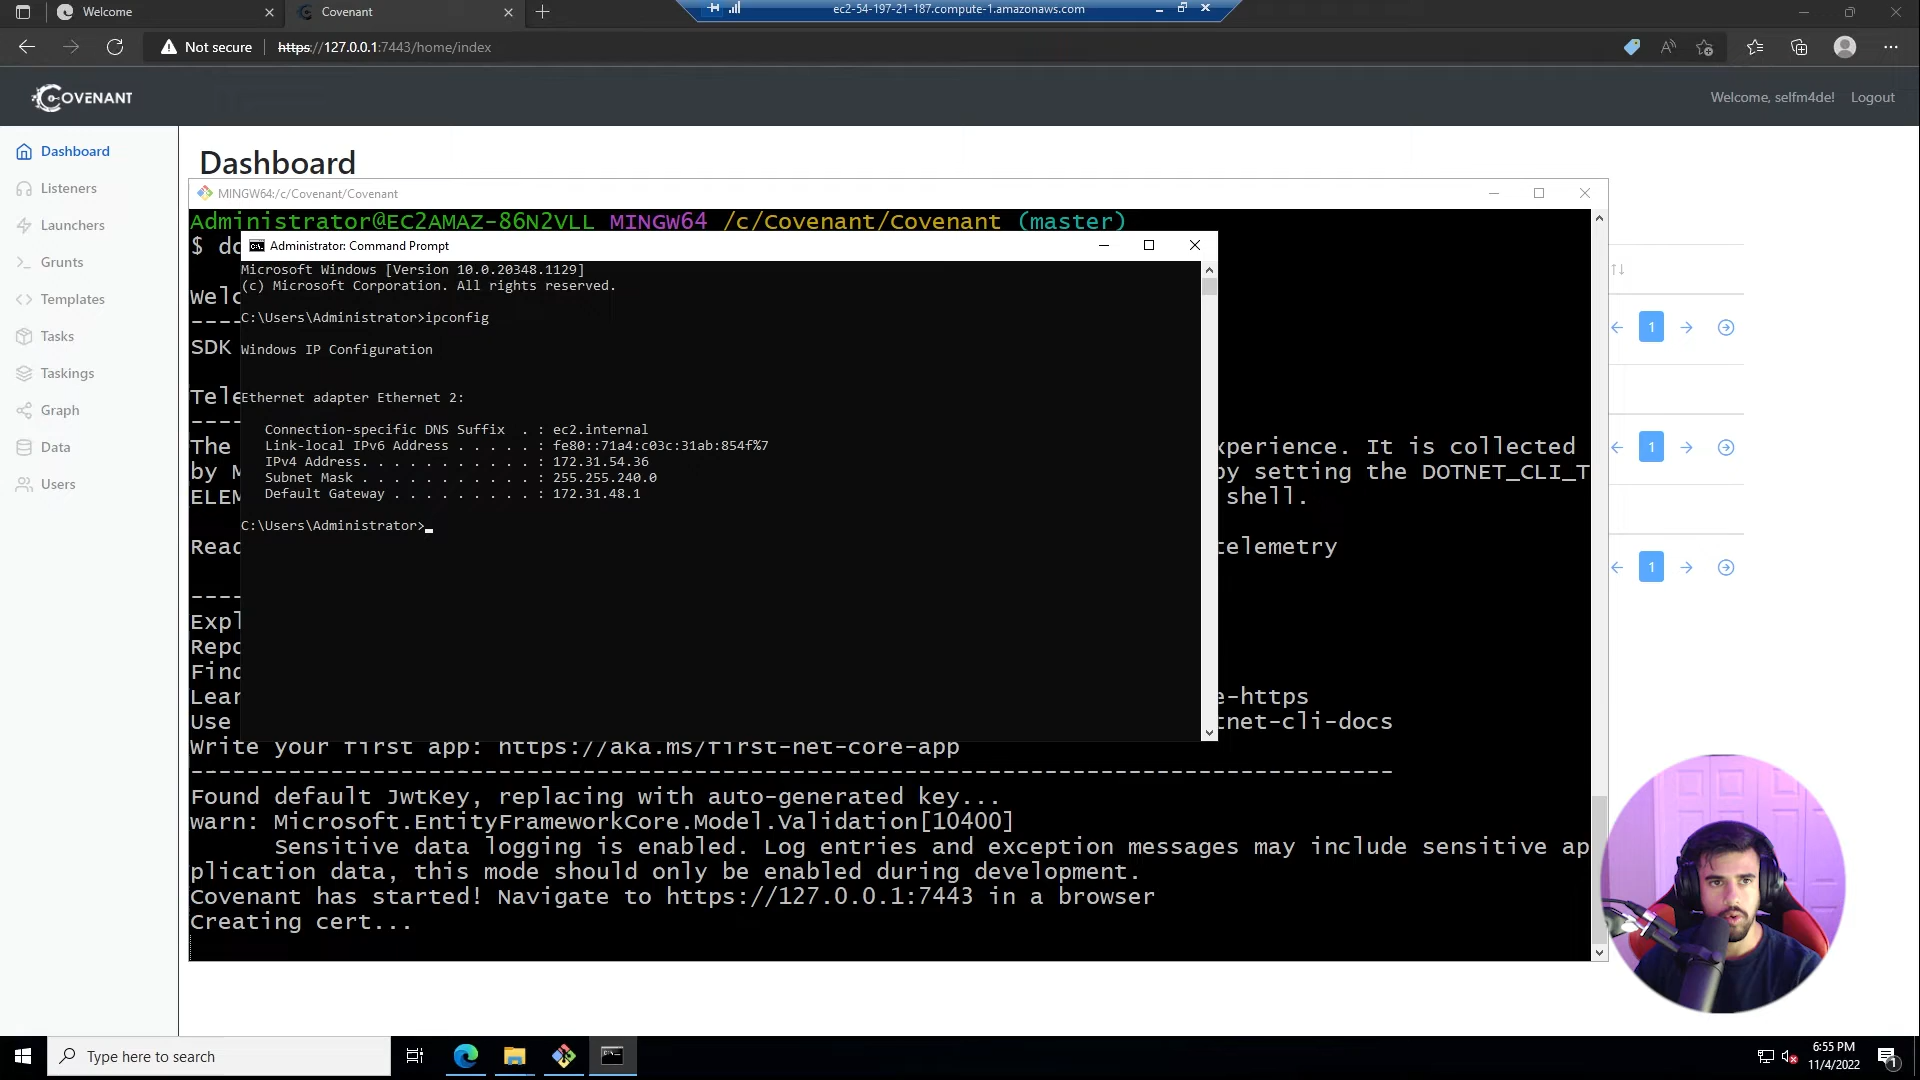 Welcome
Covenant
ec2-54-197-21-187.compute-1.amazonaws.com
Not secure
https://127.0.0.1:7443/home/index
COVENANT
Welcome, selfm4de!
Logout
Dashboard
Listeners
Launchers
Grunts
Templates
Tasks
Taskings
Graph
Data
Users
Dashboard
MINGW64:/c/Covenant/Covenant
Administrator@EC2AMAZ-86N2VLL MINGW64 /c/Covenant/Covenant (master)
$ do
Welc
SDK
Tele
The
xperience. It is collected
by M
by setting the DOTNET_CLI_T
ELEM
shell.
Read
telemetry
Expl
Repo
Find
Lear
e-https
Use
tnet-cli-docs
Write your first app: https://aka.ms/first-net-core-app
Found default JwtKey, replacing with auto-generated key...
warn: Microsoft.EntityFrameworkCore.Model.Validation[10400]
Sensitive data logging is enabled. Log entries and exception messages may include sensitive ap
plication data, this mode should only be enabled during development.
Covenant has started! Navigate to https://127.0.0.1:7443 in a browser
Creating cert...
Administrator: Command Prompt
Microsoft Windows [Version 10.0.20348.1129]
(c) Microsoft Corporation. All rights reserved.
C:\Users\Administrator>ipconfig
Windows IP Configuration
Ethernet adapter Ethernet 2:
Connection-specific DNS Suffix . : ec2.internal
Link-local IPv6 Address . . . . . : fe80::71a4:c03c:31ab:854f%7
IPv4 Address. . . . . . . . . . . : 172.31.54.36
Subnet Mask . . . . . . . . . . . : 255.255.240.0
Default Gateway . . . . . . . . . : 172.31.48.1
C:\Users\Administrator>
1
1
1
Type here to search
6:55 PM
11/4/2022
1